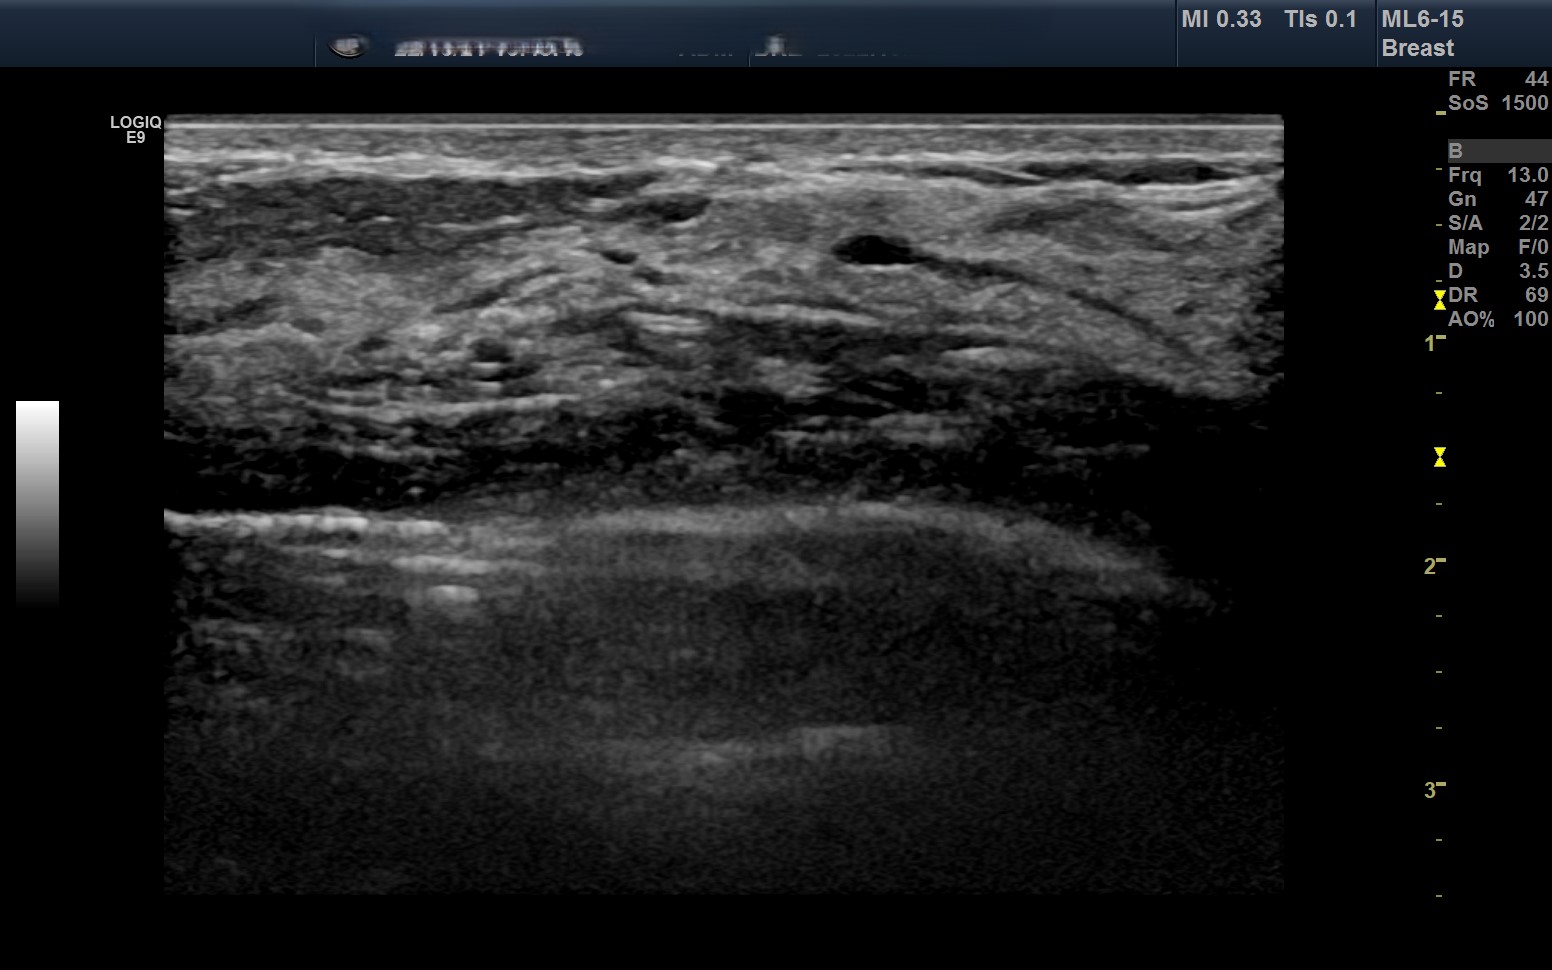 MI 0.33 TIs 0.1 ML6-15
Breast
LOGIQ
E9
FR 44
SoS 1500
B
Frq 13.0
Gn 47
S/A 2/2
Map F/0
D 3.5
DR 69
AO% 100
1
2
3